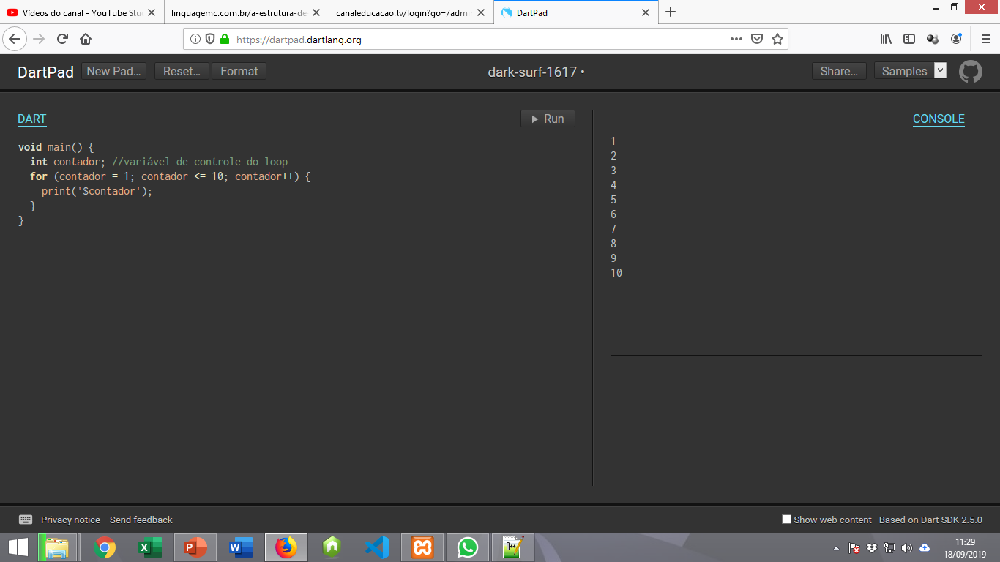 Vídeos do canal - YouTube Stu
linguagemc.com.br/a-estrutura-de
canaleducacao.tv/login?go=/admi
DartPad
https://dartpad.dartlang.org
DartPad
New Pad...
Reset...
Format
dark-surf-1617 •
Share...
Samples
DART
Run
CONSOLE
void main() {
  int contador; //variável de controle do loop
  for (contador = 1; contador <= 10; contador++) {
    print('$contador');
  }
}
1
2
3
4
5
6
7
8
9
10
Privacy notice
Send feedback
Show web content
Based on Dart SDK 2.5.0
11:29
18/09/2019